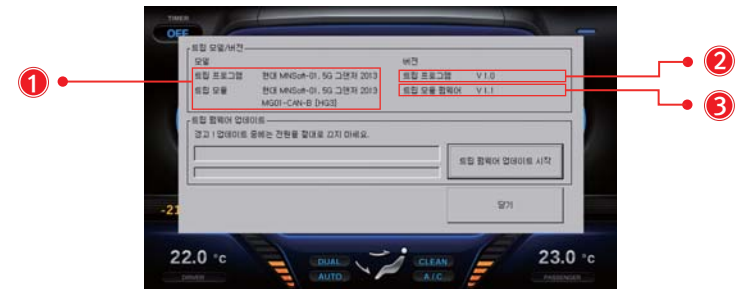 TIMER
OFF
트립 모델/버전
모델
버전
트립 프로그램 현대 MNSoft-01, 5G 그랜져 2013
트립 프로그램 V 1.0
트립 모듈 현대 MNSoft-01, 5G 그랜져 2013
트립 모듈 펌웨어 V 1.1
MG01-CAN-B [HG3]
1
2
3
트립 펌웨어 업데이트
경고 ! 업데이트 중에는 전원을 절대로 끄지 마세요.
트립 펌웨어 업데이트 시작
닫기
-21
22.0 °c
DRIVER
DUAL
AUTO
CLEAN
A/C
23.0 °c
PASSENGER